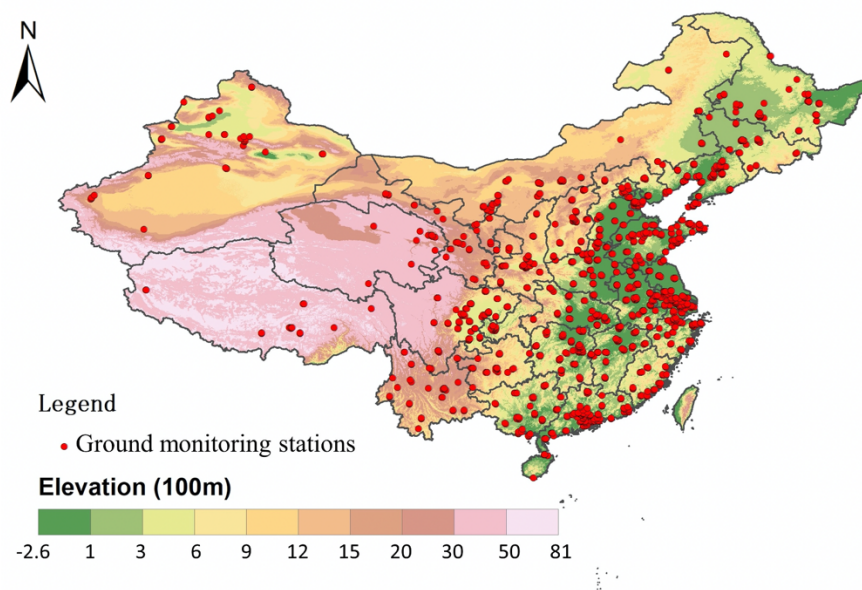 N
Legend
Ground monitoring stations
Elevation (100m)
-2.6 1 3 6 9 12 15 20 30 50 81